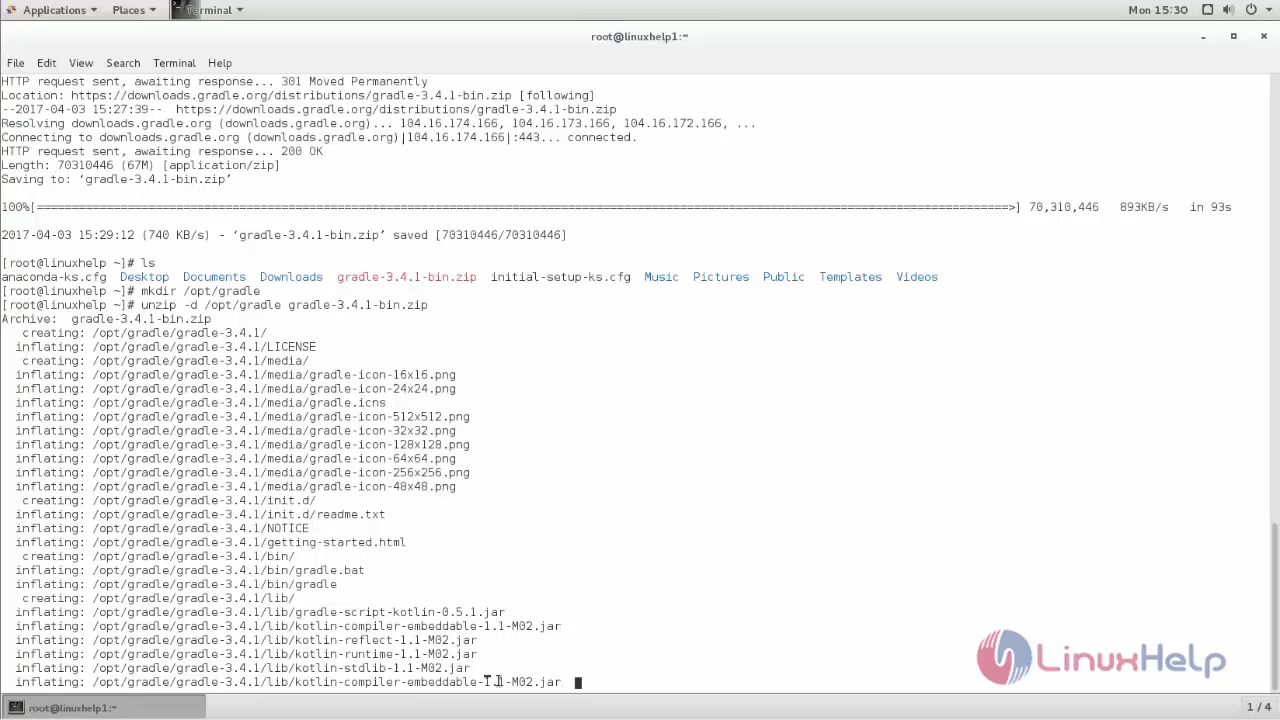 Applications Places Terminal Mon 15:30
root@linuxhelp1:~
File Edit View Search Terminal Help
HTTP request sent, awaiting response... 301 Moved Permanently
Location: https://downloads.gradle.org/distributions/gradle-3.4.1-bin.zip [following]
--2017-04-03 15:27:39-- https://downloads.gradle.org/distributions/gradle-3.4.1-bin.zip
Resolving downloads.gradle.org (downloads.gradle.org)... 104.16.174.166, 104.16.173.166, 104.16.172.166, ...
Connecting to downloads.gradle.org (downloads.gradle.org)|104.16.174.166|:443... connected.
HTTP request sent, awaiting response... 200 OK
Length: 70310446 (67M) [application/zip]
Saving to: ‘gradle-3.4.1-bin.zip’
100%[===========================================================================================================================================>] 70,310,446 893KB/s in 93s
2017-04-03 15:29:12 (740 KB/s) - ‘gradle-3.4.1-bin.zip’ saved [70310446/70310446]
[root@linuxhelp ~]# ls
anaconda-ks.cfg Desktop Documents Downloads gradle-3.4.1-bin.zip initial-setup-ks.cfg Music Pictures Public Templates Videos
[root@linuxhelp ~]# mkdir /opt/gradle
[root@linuxhelp ~]# unzip -d /opt/gradle gradle-3.4.1-bin.zip
Archive: gradle-3.4.1-bin.zip
creating: /opt/gradle/gradle-3.4.1/
inflating: /opt/gradle/gradle-3.4.1/LICENSE
creating: /opt/gradle/gradle-3.4.1/media/
inflating: /opt/gradle/gradle-3.4.1/media/gradle-icon-16x16.png
inflating: /opt/gradle/gradle-3.4.1/media/gradle-icon-24x24.png
inflating: /opt/gradle/gradle-3.4.1/media/gradle.icns
inflating: /opt/gradle/gradle-3.4.1/media/gradle-icon-512x512.png
inflating: /opt/gradle/gradle-3.4.1/media/gradle-icon-32x32.png
inflating: /opt/gradle/gradle-3.4.1/media/gradle-icon-128x128.png
inflating: /opt/gradle/gradle-3.4.1/media/gradle-icon-64x64.png
inflating: /opt/gradle/gradle-3.4.1/media/gradle-icon-256x256.png
inflating: /opt/gradle/gradle-3.4.1/media/gradle-icon-48x48.png
creating: /opt/gradle/gradle-3.4.1/init.d/
inflating: /opt/gradle/gradle-3.4.1/init.d/readme.txt
inflating: /opt/gradle/gradle-3.4.1/NOTICE
inflating: /opt/gradle/gradle-3.4.1/getting-started.html
creating: /opt/gradle/gradle-3.4.1/bin/
inflating: /opt/gradle/gradle-3.4.1/bin/gradle.bat
inflating: /opt/gradle/gradle-3.4.1/bin/gradle
creating: /opt/gradle/gradle-3.4.1/lib/
inflating: /opt/gradle/gradle-3.4.1/lib/gradle-script-kotlin-0.5.1.jar
inflating: /opt/gradle/gradle-3.4.1/lib/kotlin-compiler-embeddable-1.1-M02.jar
inflating: /opt/gradle/gradle-3.4.1/lib/kotlin-reflect-1.1-M02.jar
inflating: /opt/gradle/gradle-3.4.1/lib/kotlin-runtime-1.1-M02.jar
inflating: /opt/gradle/gradle-3.4.1/lib/kotlin-stdlib-1.1-M02.jar
inflating: /opt/gradle/gradle-3.4.1/lib/kotlin-compiler-embeddable-1.1-M02.jar
LinuxHelp
root@linuxhelp1:~ 1 / 4